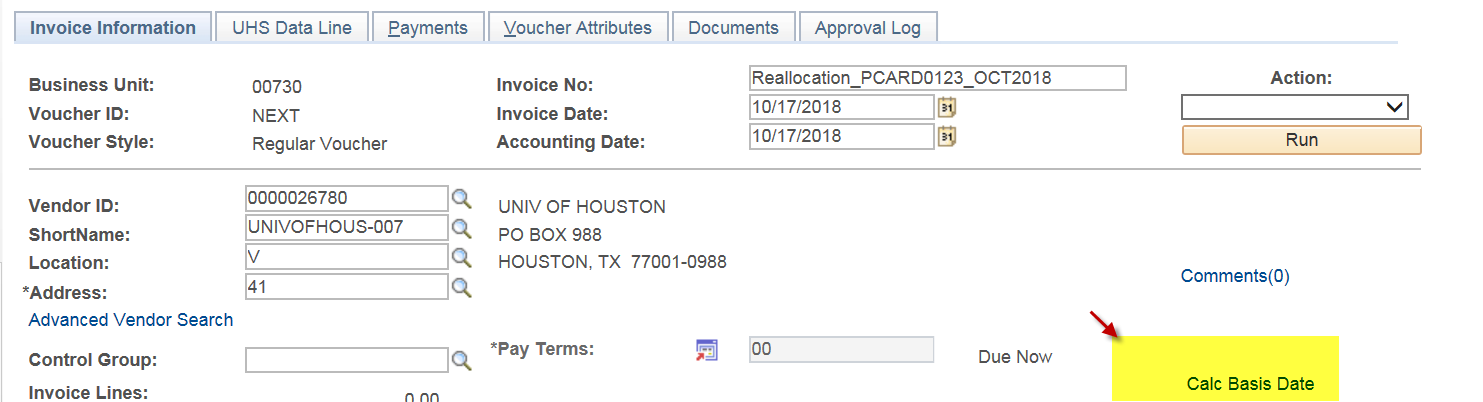 Invoice Information UHS Data Line Payments Voucher Attributes Documents Approval Log
Business Unit: 00730 Invoice No: Reallocation_PCARD0123_OCT2018 Action:
Voucher ID: NEXT Invoice Date: 10/17/2018 31
Voucher Style: Regular Voucher Accounting Date: 10/17/2018 31 Run
Vendor ID: 0000026780 UNIV OF HOUSTON
ShortName: UNIVOFHOUS-007 PO BOX 988
Location: V HOUSTON, TX 77001-0988
*Address: 41 Comments(0)
Advanced Vendor Search
Control Group: *Pay Terms: 00 Due Now
Calc Basis Date
Invoice Lines: 0.00